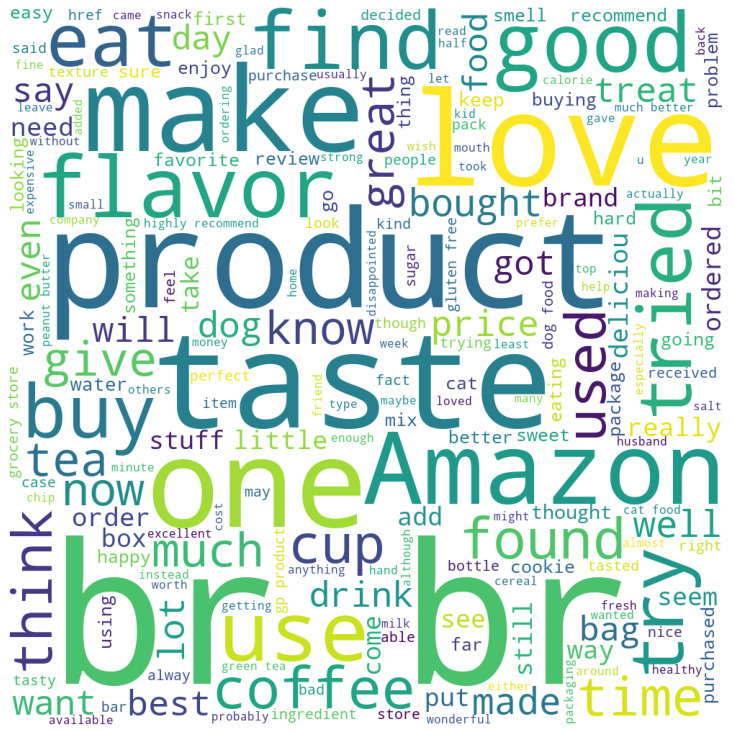 easy
href
came
snack
decided
smell
recommend
read
half
back
said
eat
day
find
good
food
problem
fine
texture
sure
enjoy
glad
purchase
usually
let
calorie
say
make
love
treat
leave
added
ordering
great
thing
keep
buying
much better
without
need
favorite
review
strong
people
pack
kid
gave
mouth
wish
took
u
year
looking
expensive
flavor
go
bought
brand
actually
bit
small
highly recommend
look
kind
prefer
hard
company
even
something
product
feel
take
sugar
disappointed
gluten free
got
top
help
making
tried
ordered
work
peanut butter
will
dog
know
home
though
price
trying
least
dog food
used
deliciou
going
give
money
week
water
others
perfect
taste
fact
cat
eating
package
received
especially
grocery store
buy
item
friend
type
maybe
loved
many
really
salt
stuff
little
mix
better
sweet
husband
tea
minute
one
enough
Amazon
case
chip
now
order
may
cost
add
found
thought
cat food
well
think
box
excellent
cup
might
almost
right
happy
much
anything
although
bottle
cookie
tasted
instead
gp product
hand
drink
cereal
wanted
try
seem
using
lot
worth
br
use
getting
come
milk
able
see
still
br
fresh
bag
nice
way
purchased
tasty
alway
green tea
coffee
far
either
around
healthy
want
bar
best
bad
put
made
packaging
time
available
probably
ingredient
store
wonderful